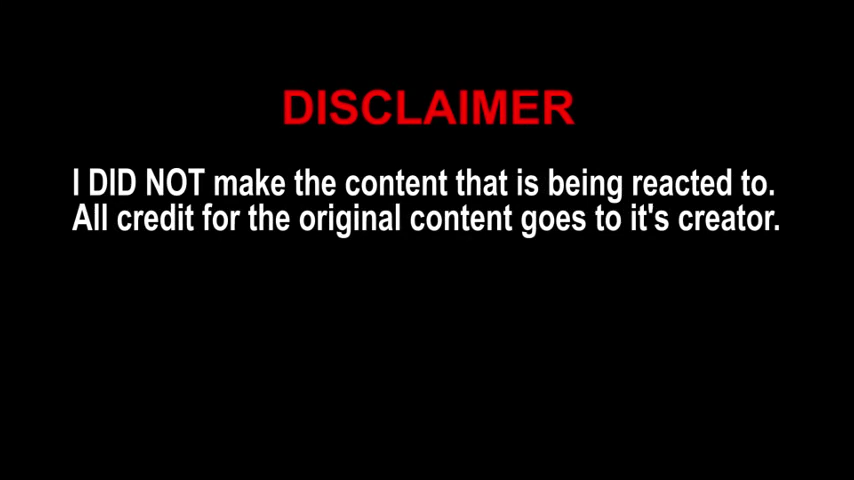 DISCLAIMER
I DID NOT make the content that is being reacted to.
All credit for the original content goes to it's creator.